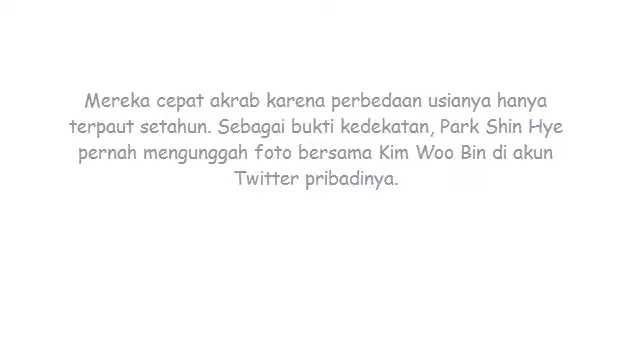 Mereka cepat akrab karena perbedaan usianya hanya
terpaut setahun. Sebagai bukti kedekatan, Park Shin Hye
pernah mengunggah foto bersama Kim Woo Bin di akun
Twitter pribadinya.